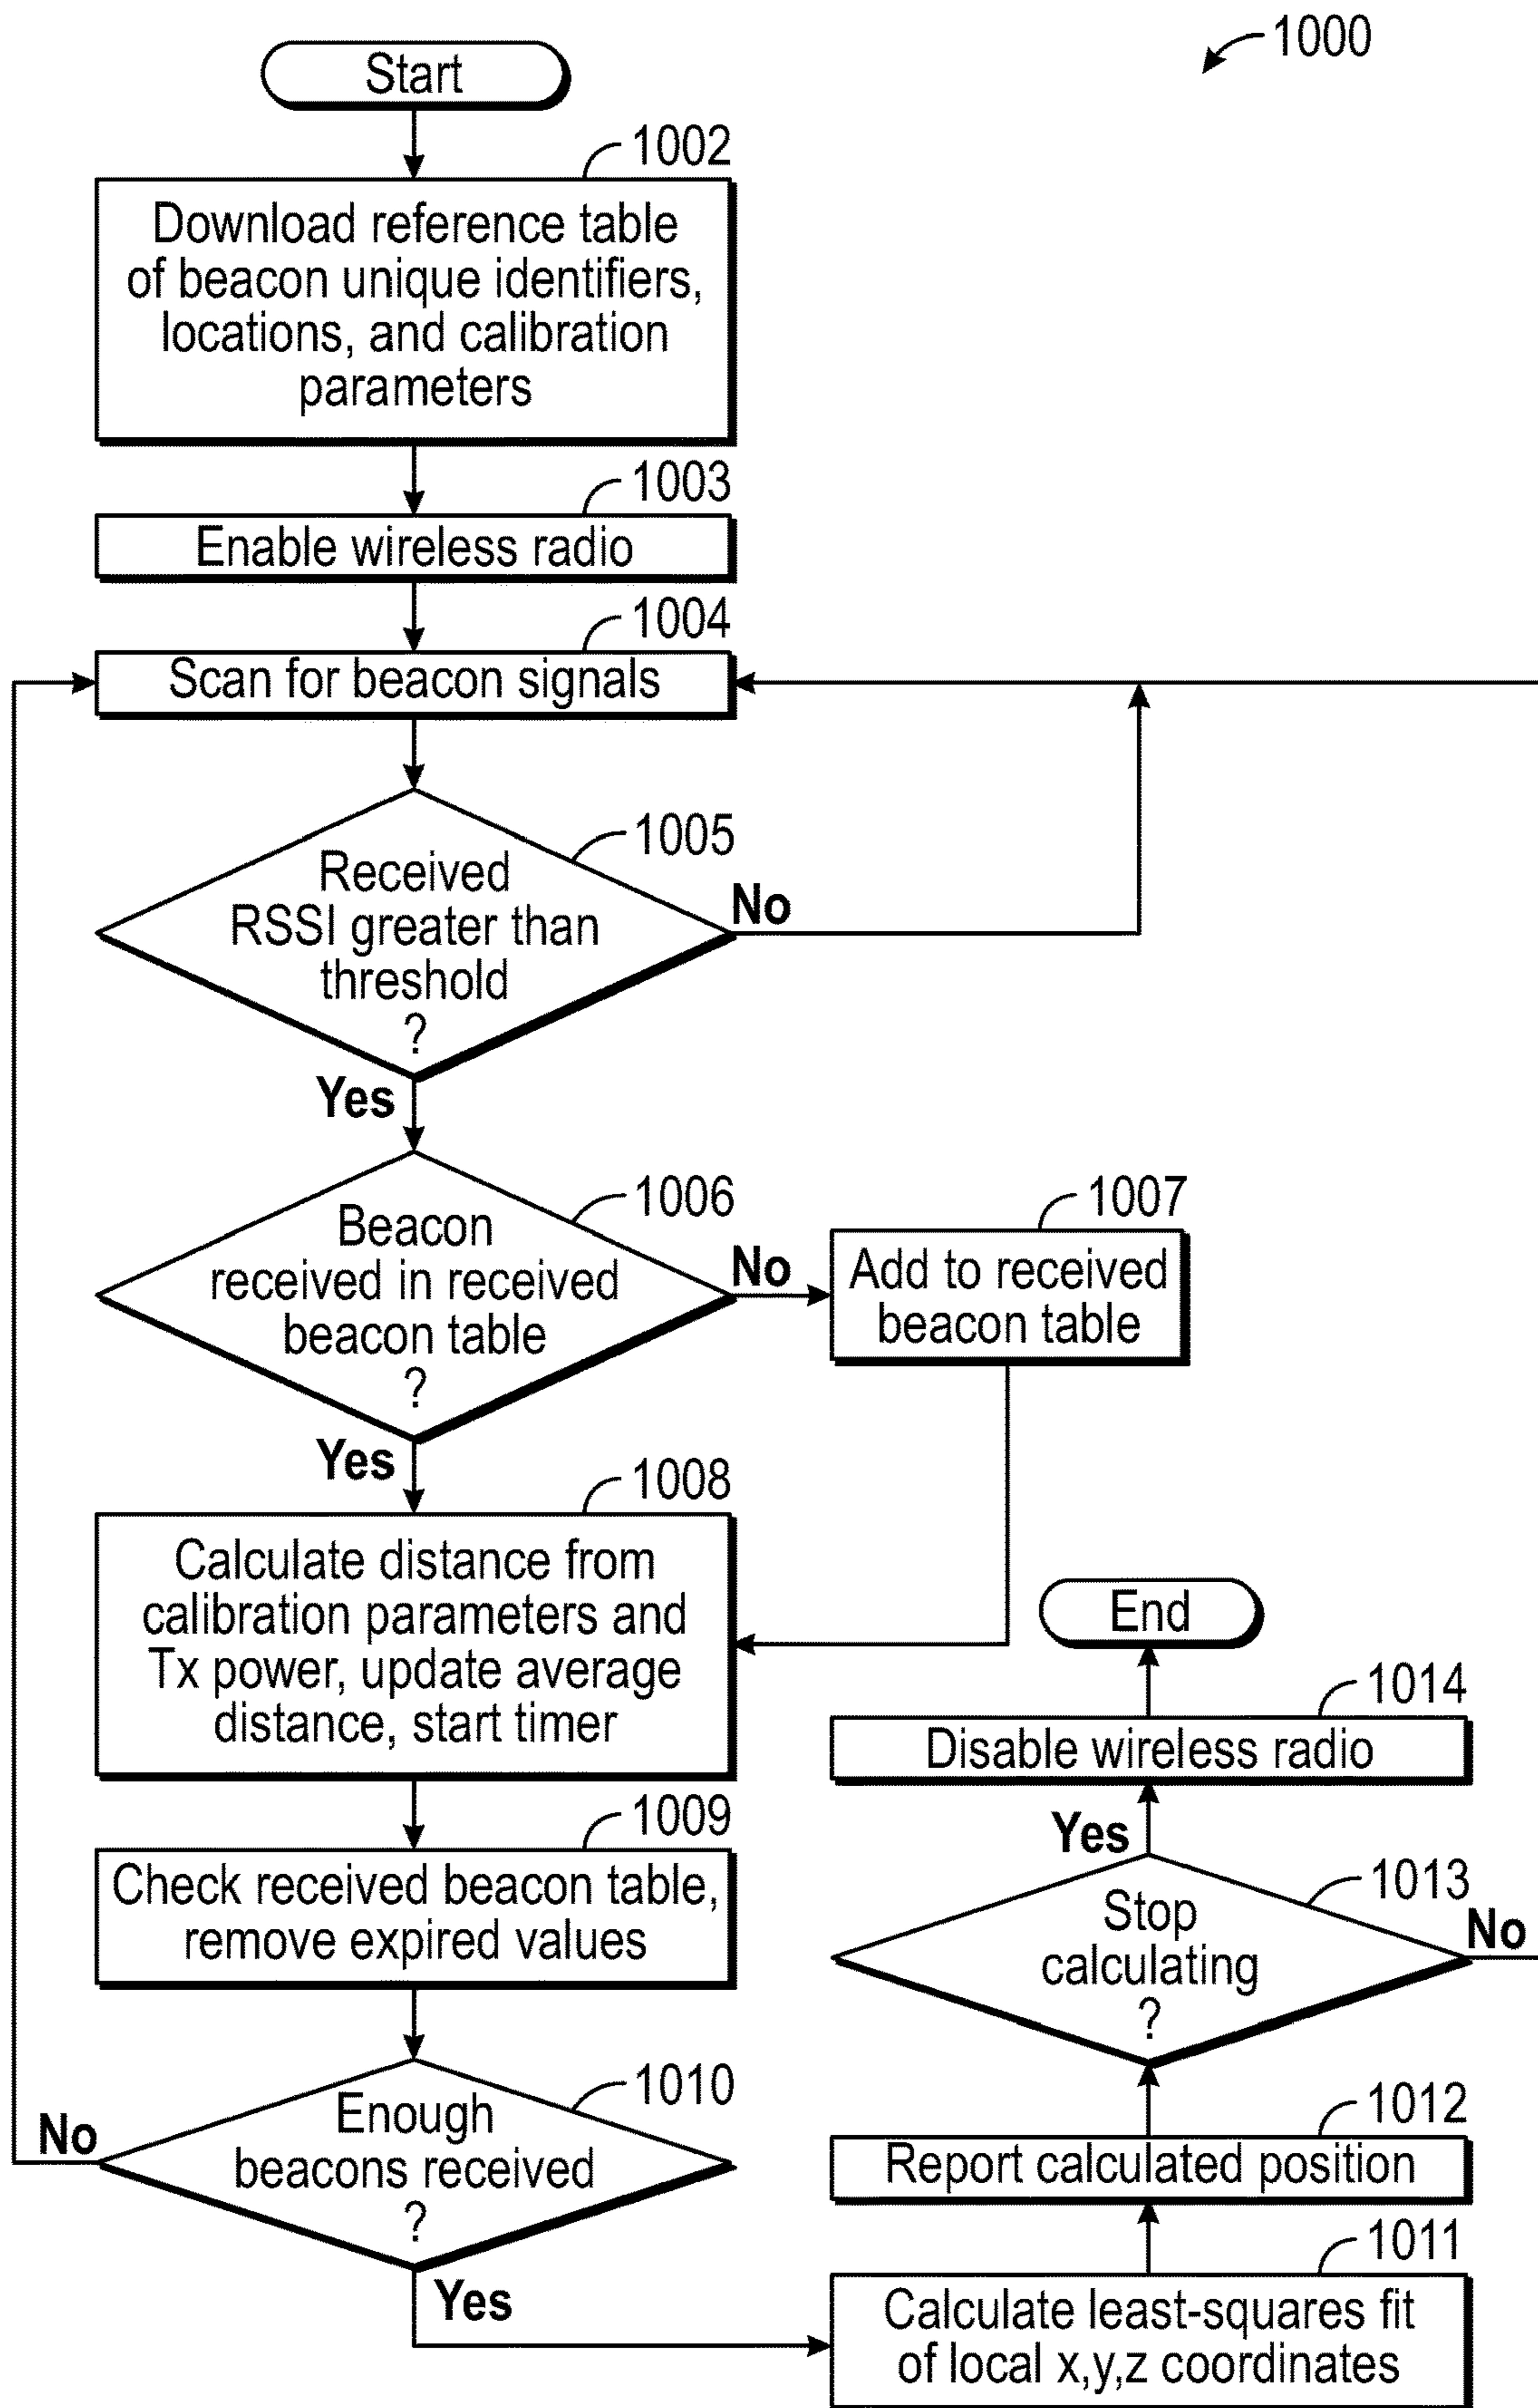 1000
Start
1002
Download reference table
of beacon unique identifiers,
locations, and calibration
parameters
1003
Enable wireless radio
1004
Scan for beacon signals
1005
Received
RSSI greater than
threshold
?
No
Yes
1006
Beacon
received in received
beacon table
?
No
1007
Add to received
beacon table
Yes
1008
Calculate distance from
calibration parameters and
Tx power, update average
distance, start timer
1009
Check received beacon table,
remove expired values
1010
Enough
beacons received
?
No
Yes
1011
Calculate least-squares fit
of local x,y,z coordinates
1012
Report calculated position
1013
Stop
calculating
?
No
Yes
1014
Disable wireless radio
End